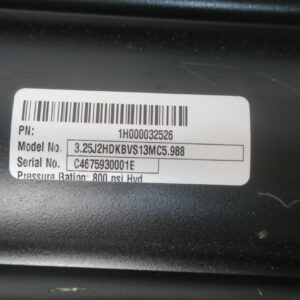 PN: 1H000032526
Model No. 3.25J2HDKBVS13MC5.988
Serial No. C4675930001E
Pressure Rating: 800 psi Hyd